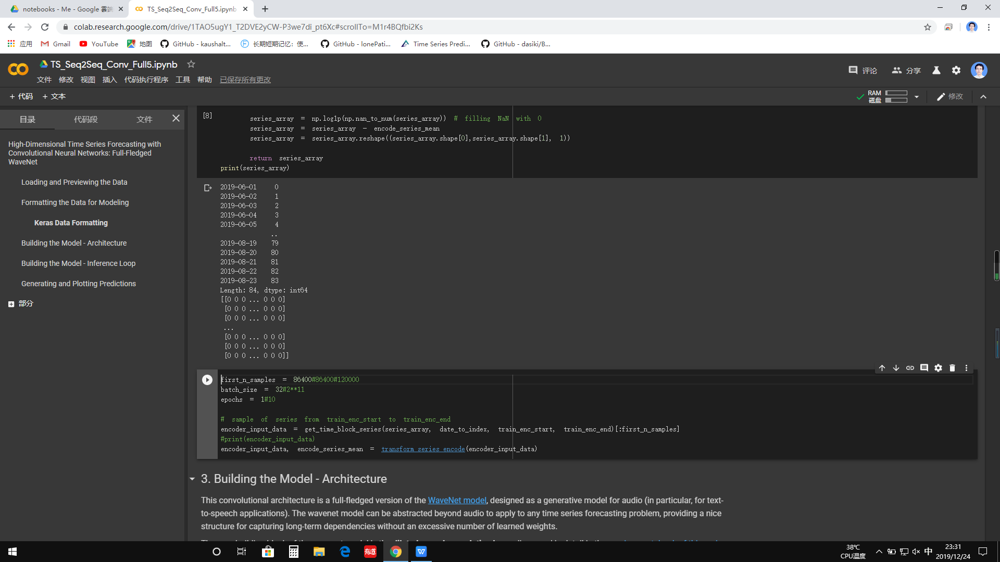 notebooks - Me - Google 雲端
TS_Seq2Seq_Conv_Full5.ipynb
colab.research.google.com/drive/1TAO5ugY1_T2DVE2yCW-P3we7di_pt6Xc#scrollTo=M1r4BQfbi2Ks
应用
Gmail
YouTube
地图
GitHub - kaushalt...
长期短期记忆：使...
GitHub - lonePati...
Time Series Predi...
GitHub - dasiki/B...
TS_Seq2Seq_Conv_Full5.ipynb
评论
分享
文件 修改 视图 插入 代码执行程序 工具 帮助 已保存所有更改
+ 代码 + 文本
RAM
磁盘
修改
目录 代码段 文件
High-Dimensional Time Series Forecasting with
Convolutional Neural Networks: Full-Fledged
WaveNet
Loading and Previewing the Data
Formatting the Data for Modeling
Keras Data Formatting
Building the Model - Architecture
Building the Model - Inference Loop
Generating and Plotting Predictions
部分
[8]
series_array = np.log1p(np.nan_to_num(series_array)) # filling NaN with 0
series_array = series_array - encode_series_mean
series_array = series_array.reshape((series_array.shape[0],series_array.shape[1], 1))
return series_array
print(series_array)
2019-06-01 0
2019-06-02 1
2019-06-03 2
2019-06-04 3
2019-06-05 4
..
2019-08-19 79
2019-08-20 80
2019-08-21 81
2019-08-22 82
2019-08-23 83
Length: 84, dtype: int64
[[0 0 0 ... 0 0 0]
[0 0 0 ... 0 0 0]
[0 0 0 ... 0 0 0]
...
[0 0 0 ... 0 0 0]
[0 0 0 ... 0 0 0]
[0 0 0 ... 0 0 0]]
first_n_samples = 86400#86400#120000
batch_size = 32#2**11
epochs = 1#10
# sample of series from train_enc_start to train_enc_end
encoder_input_data = get_time_block_series(series_array, date_to_index, train_enc_start, train_enc_end)[:first_n_samples]
#print(encoder_input_data)
encoder_input_data, encode_series_mean = transform_series_encode(encoder_input_data)
3. Building the Model - Architecture
This convolutional architecture is a full-fledged version of the WaveNet model, designed as a generative model for audio (in particular, for text-
to-speech applications). The wavenet model can be abstracted beyond audio to apply to any time series forecasting problem, providing a nice
structure for capturing long-term dependencies without an excessive number of learned weights.
有道
38℃
CPU温度
中
23:31
2019/12/24